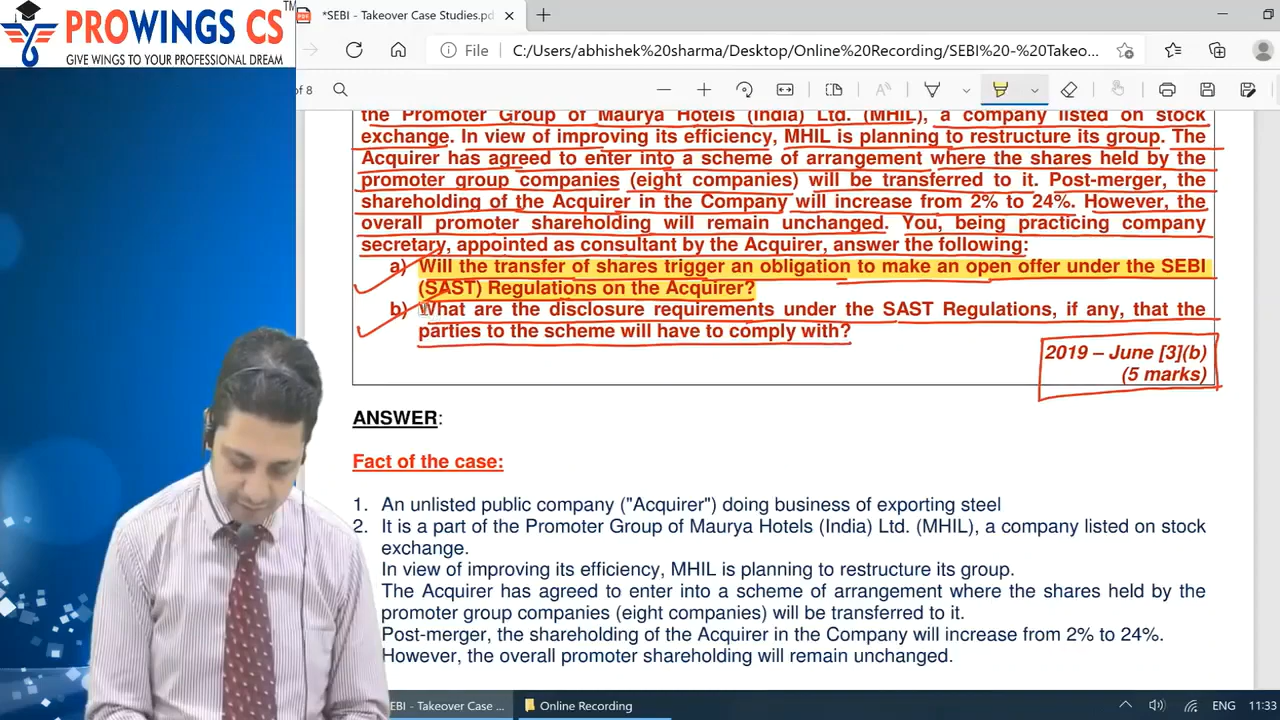 PROWINGS CS TM
GIVE WINGS TO YOUR PROFESSIONAL DREAM
*SEBI - Takeover Case Studies.pd
File
C:/Users/abhishek%20sharma/Desktop/Online%20Recording/SEBI%20-%20Takeo...
of 8
the Promoter Group of Maurya Hotels (India) Ltd. (MHIL), a company listed on stock
exchange. In view of improving its efficiency, MHIL is planning to restructure its group. The
Acquirer has agreed to enter into a scheme of arrangement where the shares held by the
promoter group companies (eight companies) will be transferred to it. Post-merger, the
shareholding of the Acquirer in the Company will increase from 2% to 24%. However, the
overall promoter shareholding will remain unchanged. You, being practicing company
secretary, appointed as consultant by the Acquirer, answer the following:
a) Will the transfer of shares trigger an obligation to make an open offer under the SEBI
(SAST) Regulations on the Acquirer?
b) What are the disclosure requirements under the SAST Regulations, if any, that the
parties to the scheme will have to comply with?
2019 – June [3](b)
(5 marks)
ANSWER:
Fact of the case:
1. An unlisted public company ("Acquirer") doing business of exporting steel
2. It is a part of the Promoter Group of Maurya Hotels (India) Ltd. (MHIL), a company listed on stock
exchange.
In view of improving its efficiency, MHIL is planning to restructure its group.
The Acquirer has agreed to enter into a scheme of arrangement where the shares held by the
promoter group companies (eight companies) will be transferred to it.
Post-merger, the shareholding of the Acquirer in the Company will increase from 2% to 24%.
However, the overall promoter shareholding will remain unchanged.
EBI - Takeover Case ...
Online Recording
ENG
11:33